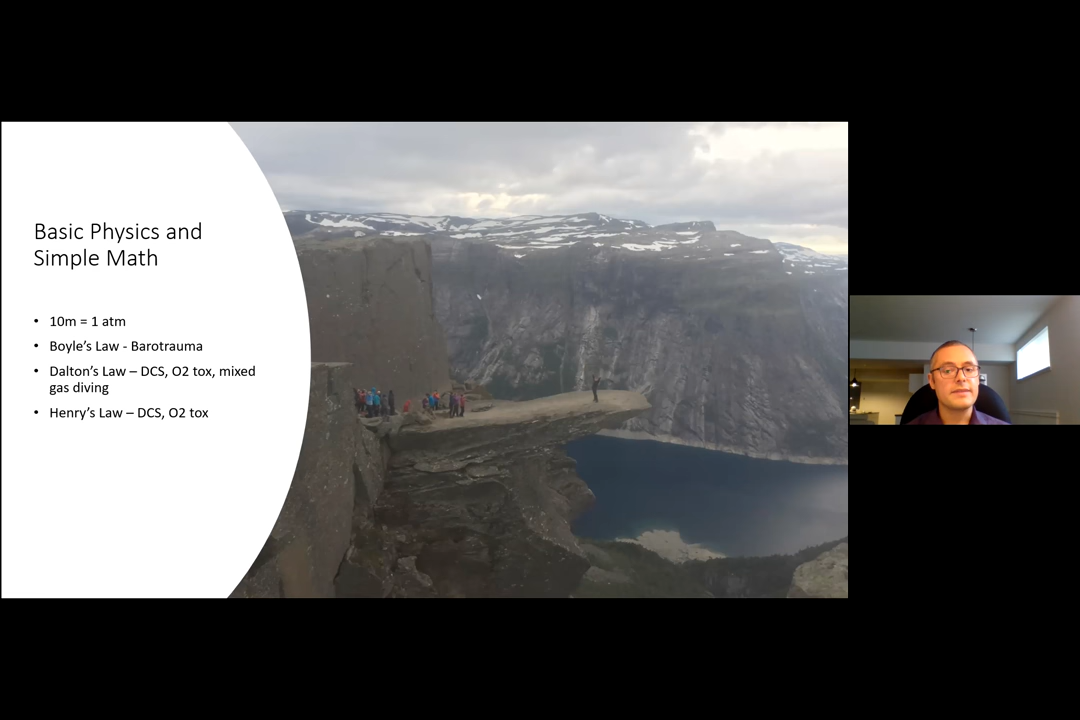 Basic Physics and
Simple Math
• 10m = 1 atm
• Boyle's Law - Barotrauma
• Dalton's Law – DCS, O2 tox, mixed
gas diving
• Henry's Law – DCS, O2 tox